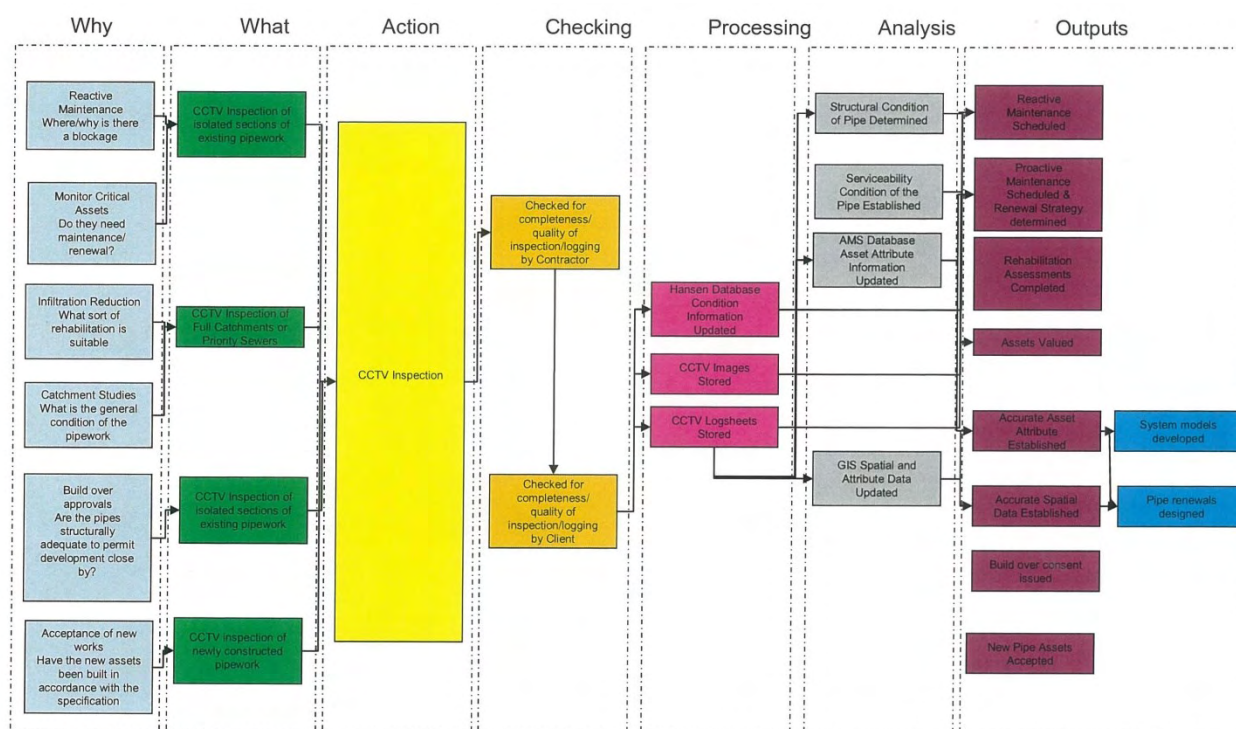 Why
What
Action
Checking
Processing
Analysis
Outputs
Reactive
Maintenance
Where/why is there
a blockage
Monitor Critical
Assets
Do they need
maintenance/
renewal?
Infiltration Reduction
What sort of
rehabilitation is
suitable
Catchment Studies
What is the general
condition of the
pipework
Build over approvals
Are the pipes
structurally
adequate to permit
development close
by?
Acceptance of new
works
Have the new assets
been built in
accordance with the
specification
CCTV Inspection of
isolated sections of
existing pipework
CCTV Inspection of
Full Catchments or
Priority Sewers
CCTV Inspection of
isolated sections of
existing pipework
CCTV inspection of
newly constructed
pipework
CCTV Inspection
Checked for
completeness/
quality of
inspection/logging
by Contractor
Checked for
completeness/
quality of
inspection/logging
by Client
Hansen Database
Condition
Information
Updated
CCTV Images
Stored
CCTV Logsheets
Stored
Structural Condition
of Pipe Determined
Serviceability
Condition of the
Pipe Established
AMS Database
Asset Attribute
Information
Updated
GIS Spatial and
Attribute Data
Updated
Reactive
Maintenance
Scheduled
Proactive
Maintenance
Scheduled &
Renewal Strategy
determined
Rehabilitation
Assessments
Completed
Assets Valued
Accurate Asset
Attribute
Established
Accurate Spatial
Data Established
Build over consent
issued
New Pipe Assets
Accepted
System models
developed
Pipe renewals
designed